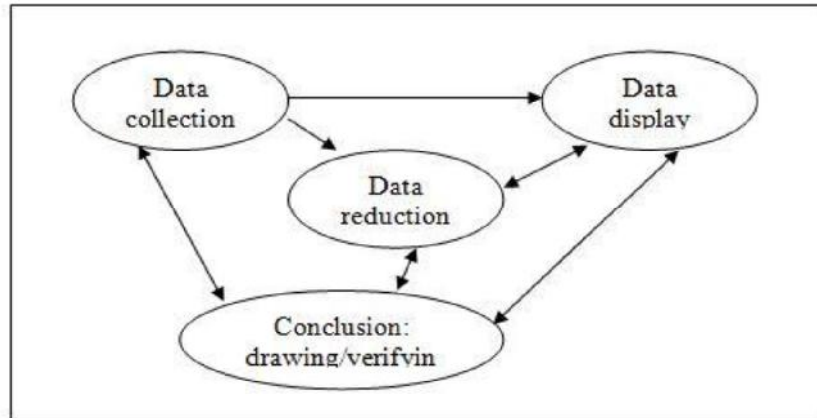 Data
collection
Data
display
Data
reduction
Conclusion:
drawing/verifyin